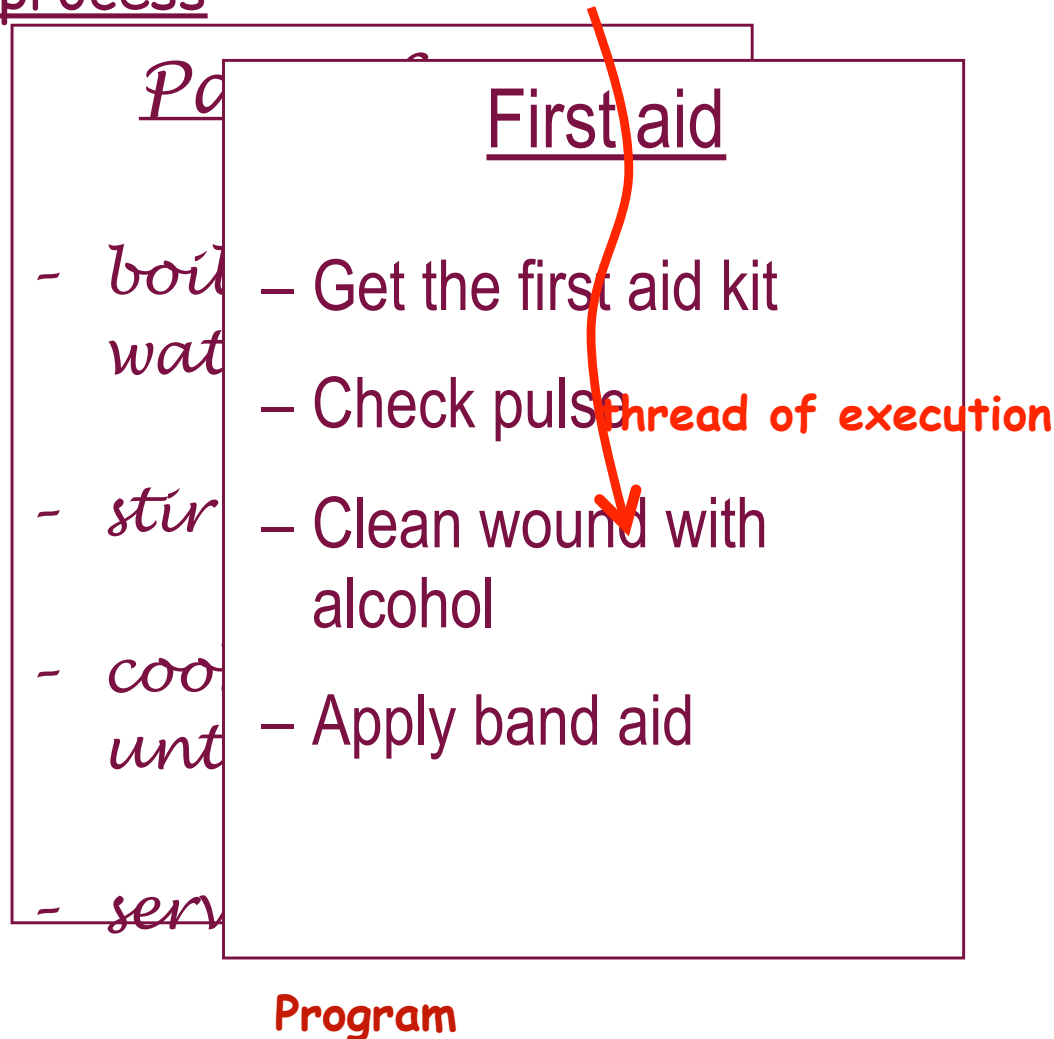 process
First aid
- boil
wat
– Get the first aid kit
– Check pulse
thread of execution
- stir
– Clean wound with
alcohol
- coo
unt
– Apply band aid
- serv
Program